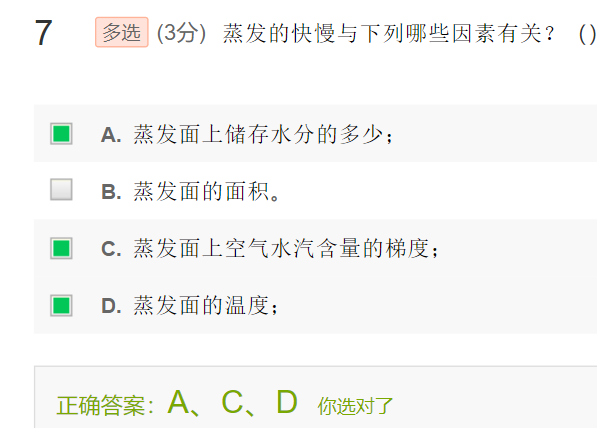 7 多选 (3分) 蒸发的快慢与下列哪些因素有关？（）
A. 蒸发面上储存水分的多少；
B. 蒸发面的面积。
C. 蒸发面上空气水汽含量的梯度；
D. 蒸发面的温度；
正确答案：A、C、D 你选对了